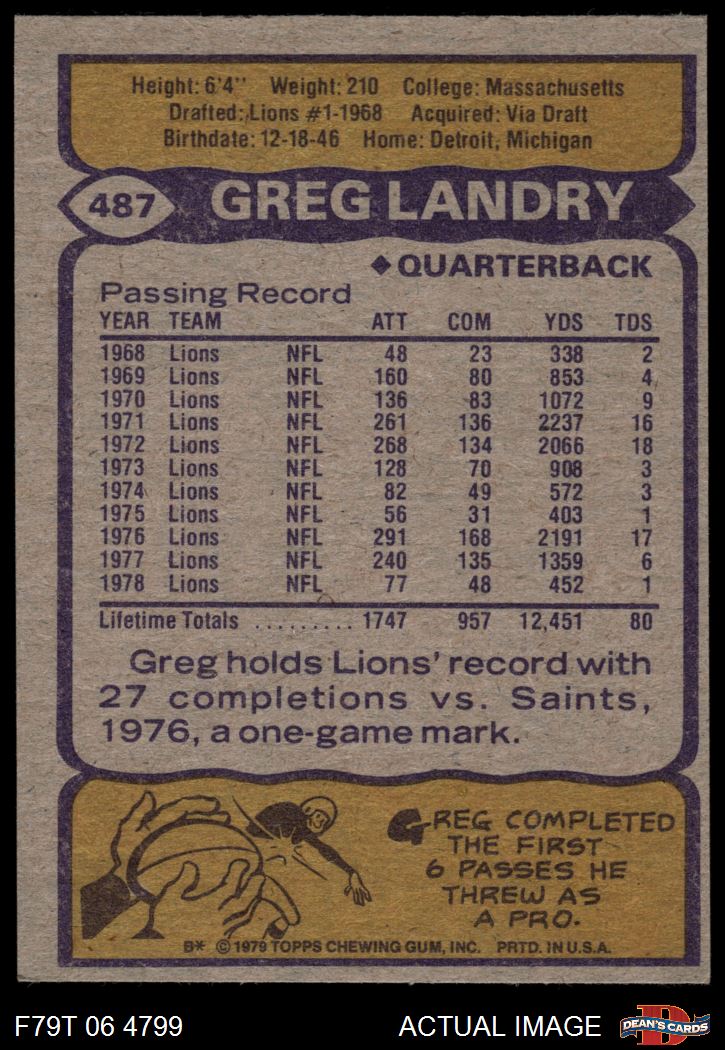 Height: 6'4" Weight: 210 College: Massachusetts
Drafted: Lions #1-1968 Acquired: Via Draft
Birthdate: 12-18-46 Home: Detroit, Michigan
487 GREG LANDRY
◆ QUARTERBACK
Passing Record
YEAR TEAM ATT COM YDS TDS
1968 Lions NFL 48 23 338 2
1969 Lions NFL 160 80 853 4
1970 Lions NFL 136 83 1072 9
1971 Lions NFL 261 136 2237 16
1972 Lions NFL 268 134 2066 18
1973 Lions NFL 128 70 908 3
1974 Lions NFL 82 49 572 3
1975 Lions NFL 56 31 403 1
1976 Lions NFL 291 168 2191 17
1977 Lions NFL 240 135 1359 6
1978 Lions NFL 77 48 452 1
Lifetime Totals ......... 1747 957 12,451 80
Greg holds Lions' record with
27 completions vs. Saints,
1976, a one-game mark.
GREG COMPLETED
THE FIRST
6 PASSES HE
THREW AS
A PRO.
B* © 1979 TOPPS CHEWING GUM, INC. PRTD. IN U.S.A.
F79T 06 4799 ACTUAL IMAGE D DEAN'S CARDS